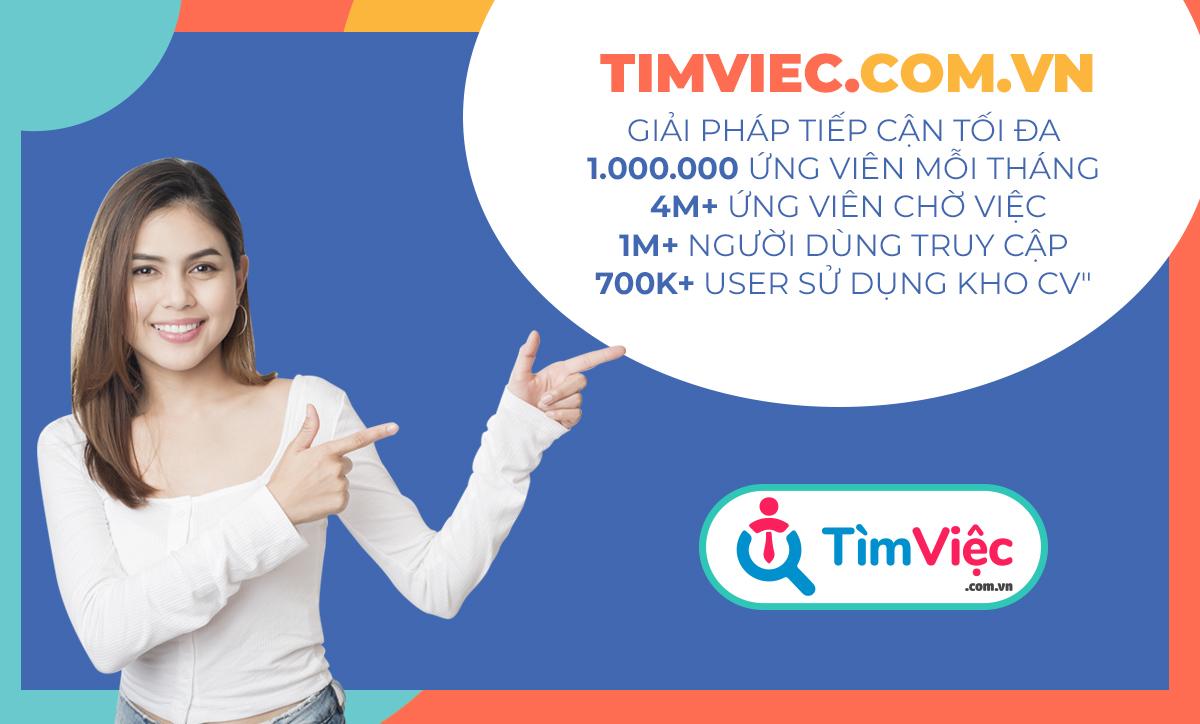 TIMVIEC.COM.VN
GIẢI PHÁP TIẾP CẬN TỐI ĐA
1.000.000 ỨNG VIÊN MỖI THÁNG
4M+ ỨNG VIÊN CHỜ VIỆC
1M+ NGƯỜI DÙNG TRUY CẬP
700K+ USER SỬ DỤNG KHO CV"
TìmViệc
.com.vn